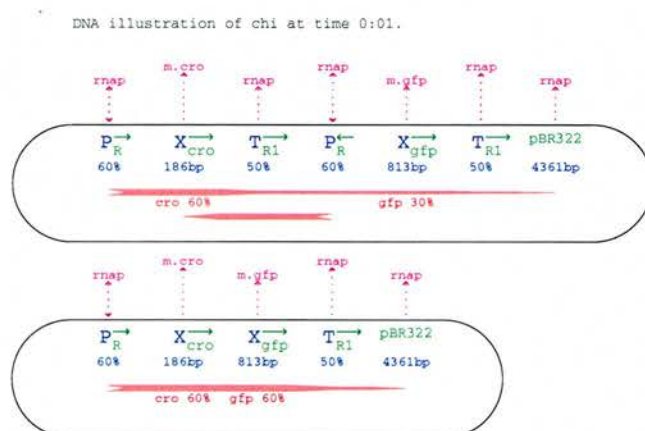 DNA illustration of chi at time 0:01.
rnap m.cro rnap rnap m.gfp rnap rnap
P R → X cro → T R1 → P R ← X gfp → T R1 → pBR322
60% 186bp 50% 60% 813bp 50% 4361bp
cro 60% gfp 30%
rnap m.cro m.gfp rnap rnap
P R → X cro → X gfp → T R1 → pBR322
60% 186bp 813bp 50% 4361bp
cro 60% gfp 60%